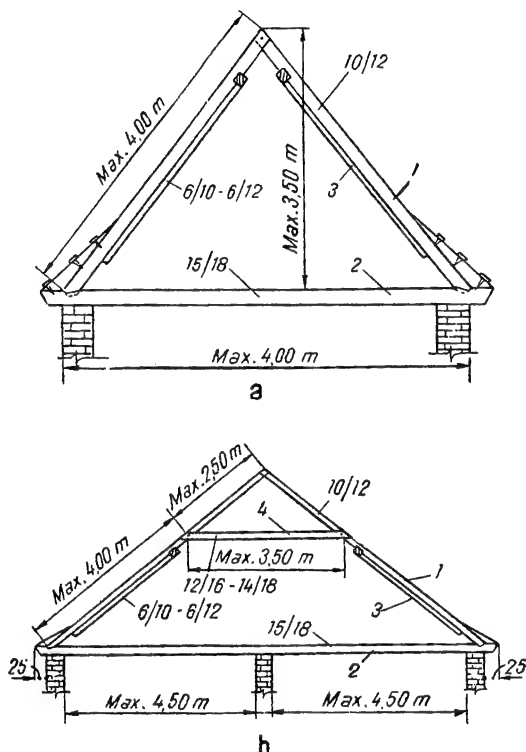 10/12
Max. 4,00 m
Max. 3,50 m
1
6/10 - 6/12
3
15/18
2
Max. 4,00 m
a
Max. 2,50 m
10/12
4
Max. 4,00 m
Max. 3,50 m
12/16 - 14/18
1
6/10 - 6/12
3
15/18
2
25
25
Max. 4,50 m
Max. 4,50 m
b